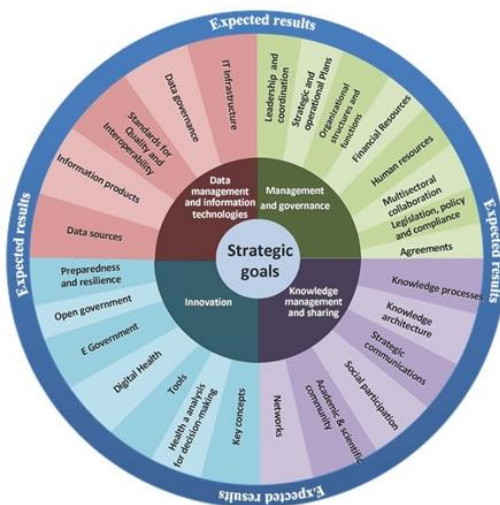 Expected results
Expected results
Expected results
Expected results
Strategic
goals
Data
management
and information
technologies
Management
and governance
Innovation
Knowledge
management
and sharing
IT Infrastructure
Data governance
Standards for
Quality and
Interoperability
Information products
Data sources
Leadership and
coordination
Strategic and
operational Plans
Organizational
structures and
functions
Financial Resources
Human resources
Multisectoral
collaboration
Legislation, policy
and compliance
Agreements
Knowledge processes
Knowledge
architecture
Strategic
communications
Social participation
Academic & scientific
community
Networks
Key concepts
Health a analysis
for decision-making
Tools
Digital Health
E Government
Open government
Preparedness
and resilience